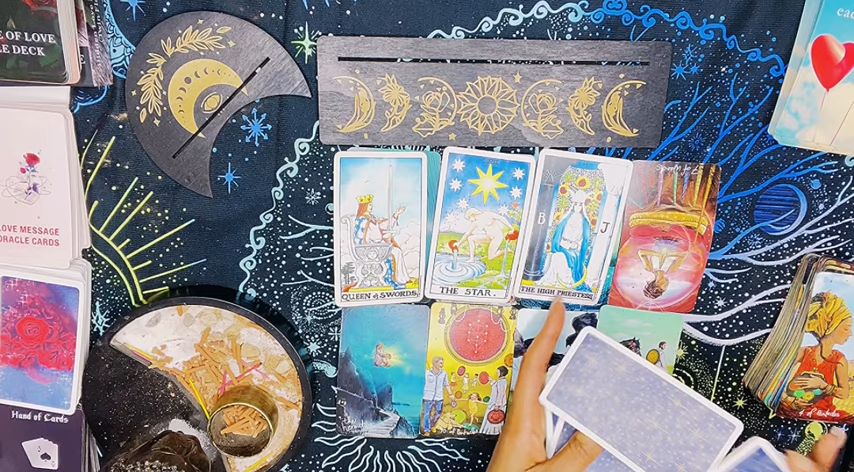 E OF LOVE
LE DECK
eac
LOVE MESSAGE
ORACLE CARDS
Hand of Cards
QUEEN of SWORDS.
THE STAR.
B
J
THE HIGH PRIESTESS